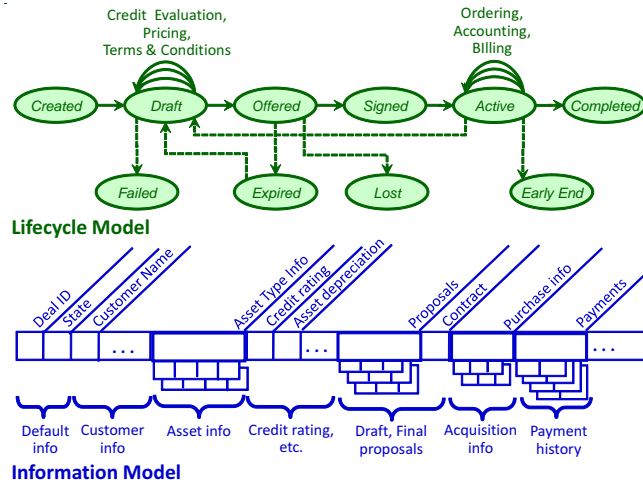 Credit Evaluation,
Pricing,
Terms & Conditions
Ordering,
Accounting,
BIlling
Created
Draft
Offered
Signed
Active
Completed
Failed
Expired
Lost
Early End
Lifecycle Model
Deal ID
State
Customer Name
Asset Type Info
Credit rating
Asset depreciation
Proposals
Contract
Purchase info
Payments
...
...
...
Default
info
Customer
info
Asset info
Credit rating,
etc.
Draft, Final
proposals
Acquisition
info
Payment
history
Information Model